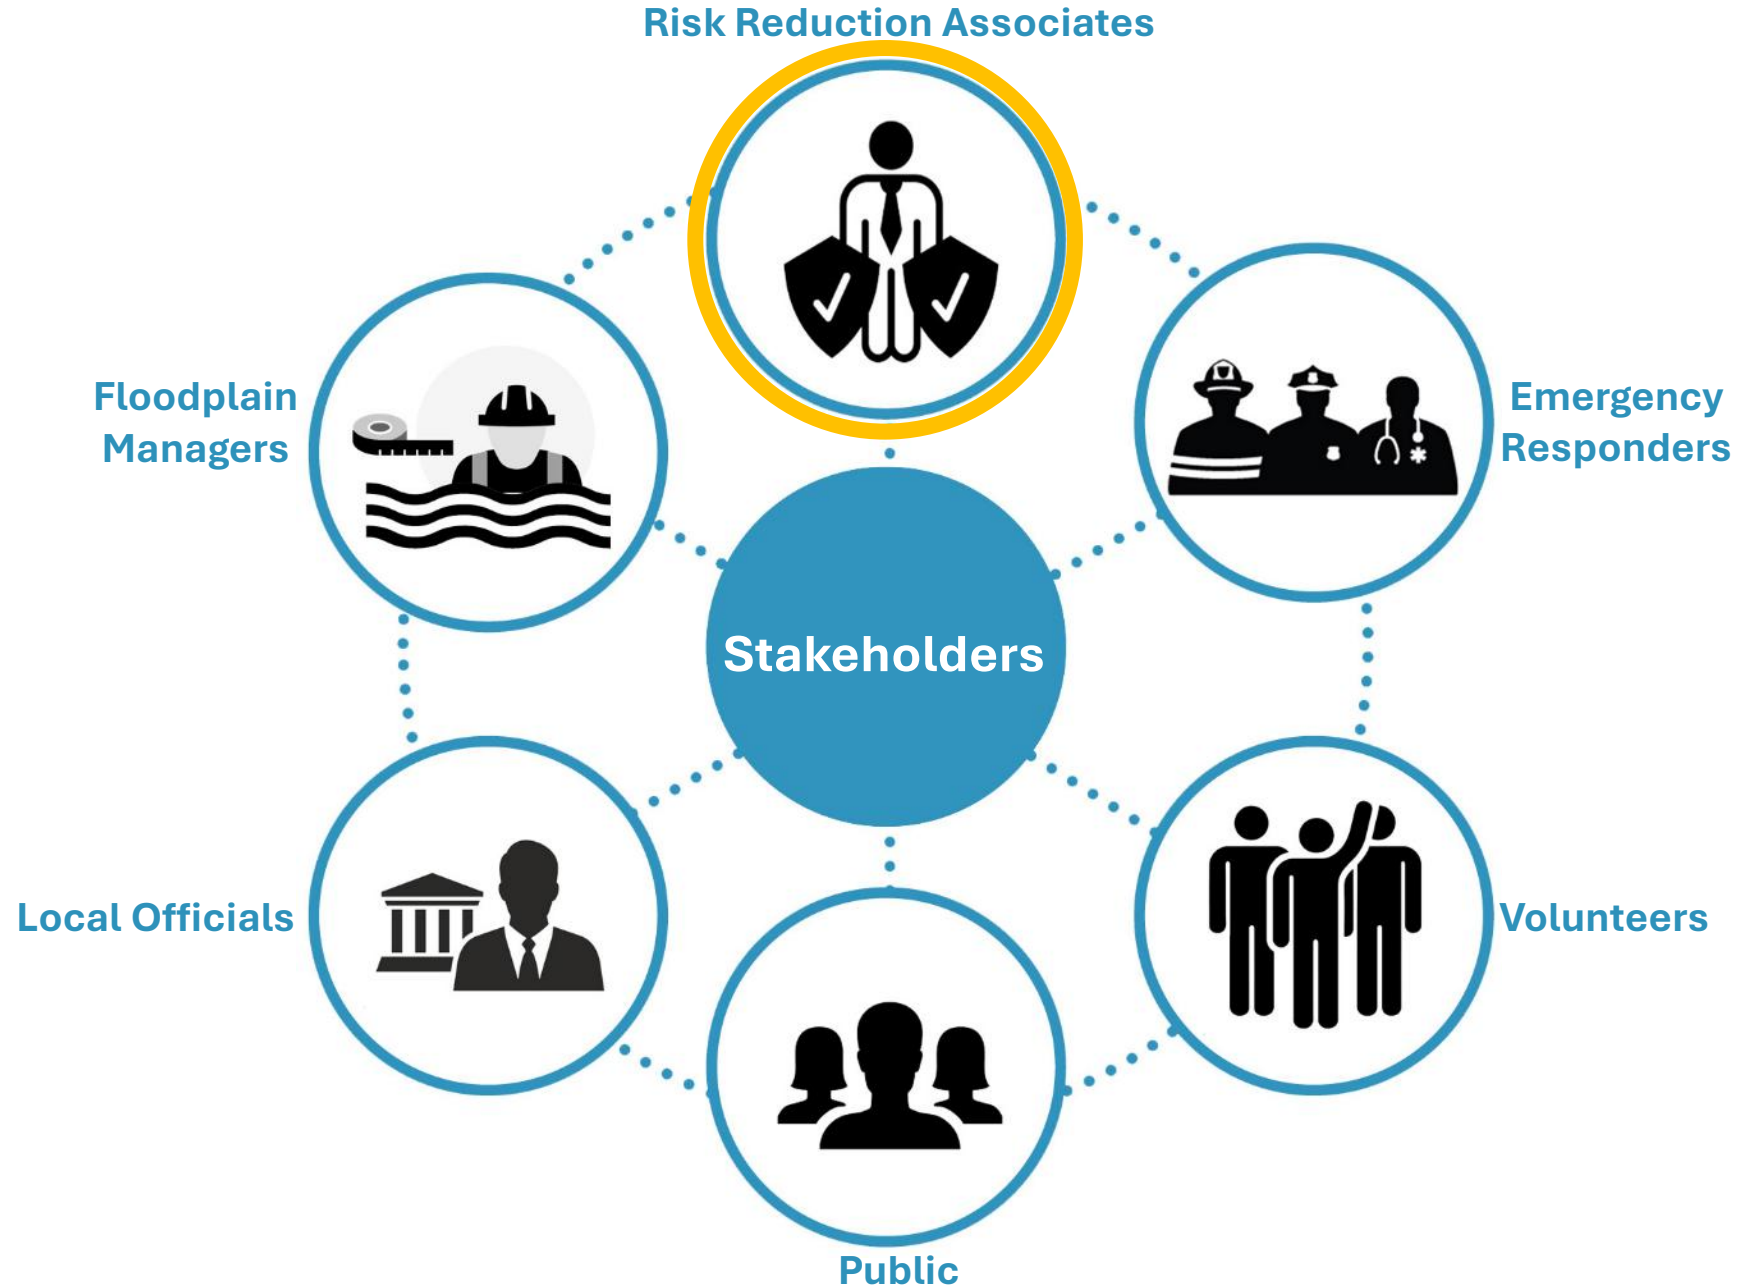 Risk Reduction Associates
Floodplain
Managers
Emergency
Responders
Stakeholders
Local Officials
Volunteers
Public